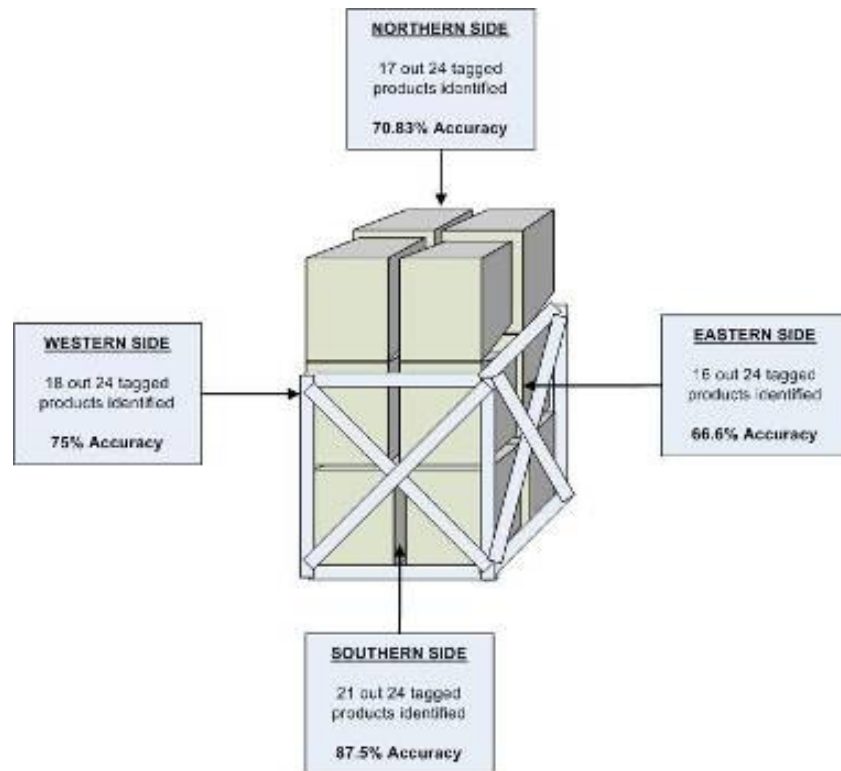 NORTHERN SIDE
17 out 24 tagged
products identified
70.83% Accuracy
WESTERN SIDE
18 out 24 tagged
products identified
75% Accuracy
EASTERN SIDE
16 out 24 tagged
products identified
66.6% Accuracy
SOUTHERN SIDE
21 out 24 tagged
products identified
87.5% Accuracy